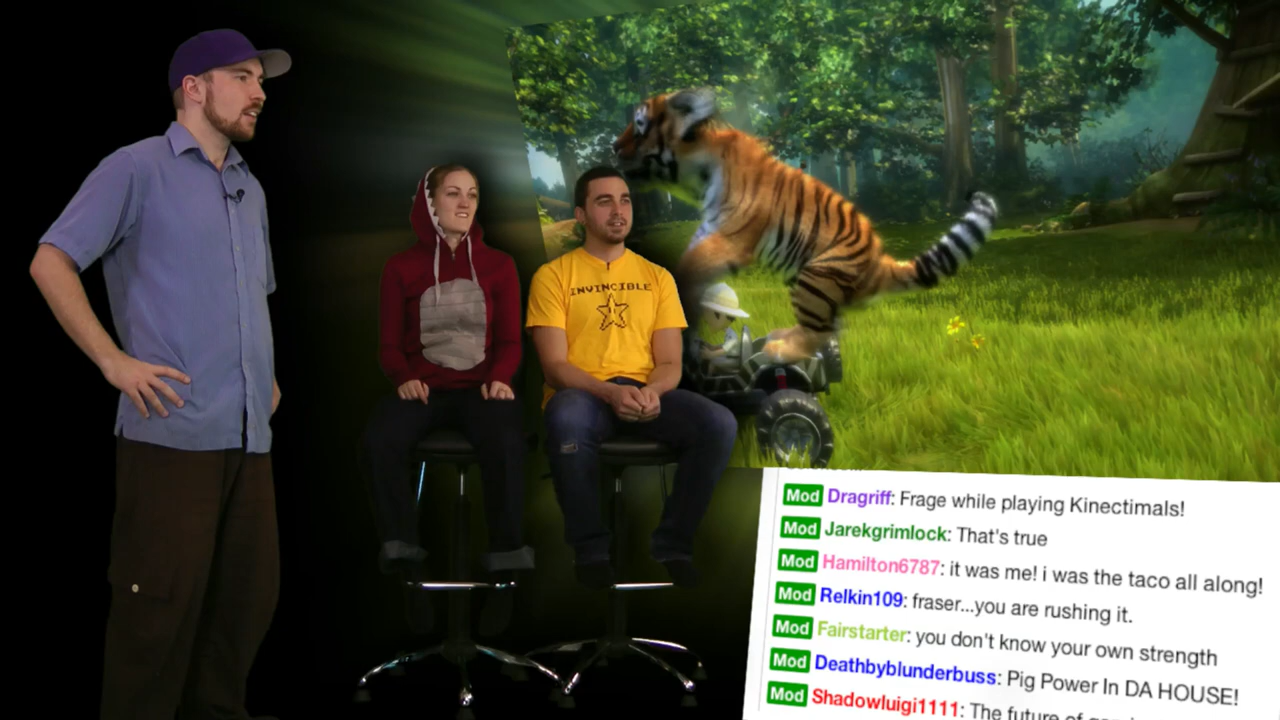 INVINCIBLE
Mod Dragriff: Frage while playing Kinectimals!
Mod Jarekgrimlock: That's true
Mod Hamilton6787: it was me! i was the taco all along!
Mod Relkin109: fraser...you are rushing it.
Mod Fairstarter: you don't know your own strength
Mod Deathbyblunderbuss: Pig Power In DA HOUSE!
Mod Shadowluigi1111: The future of